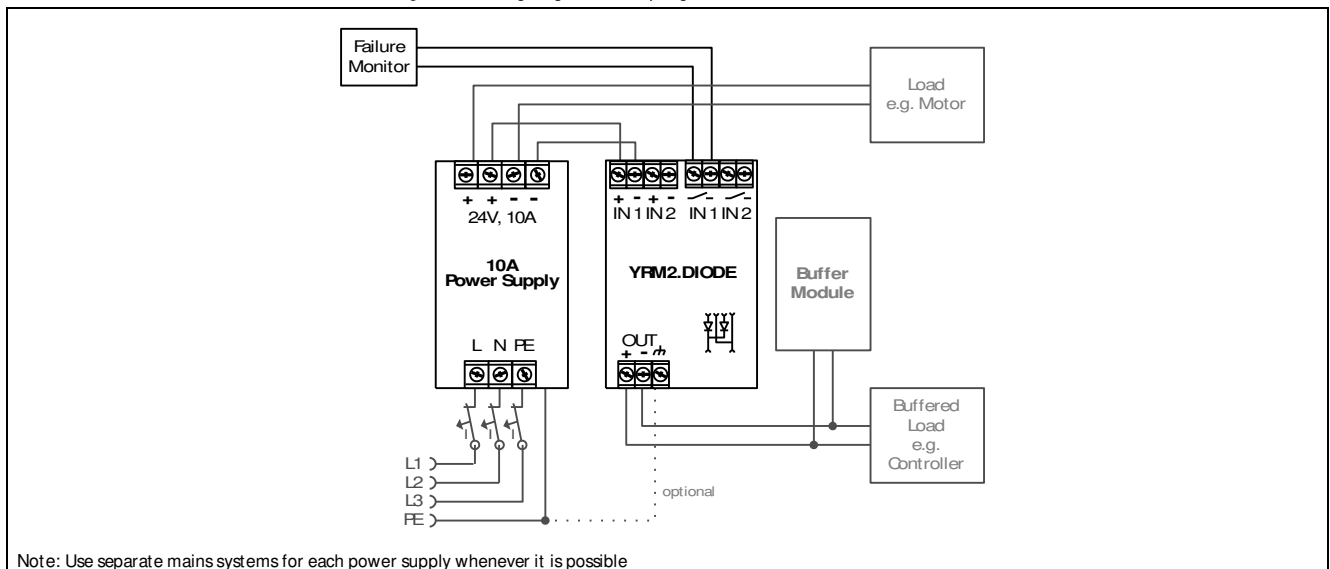 Failure
Monitor
Load
e.g. Motor
+ + - -
24V, 10A
10A
Power Supply
L N PE
+ - + -
IN 1 IN 2 IN 1 IN 2
YRM2.DIODE
OUT
+ -
Buffer
Module
Buffered
Load
e.g.
Controller
I I I
L1
L2
L3
PE
optional
Note: Use separate mains systems for each power supply whenever it is possible